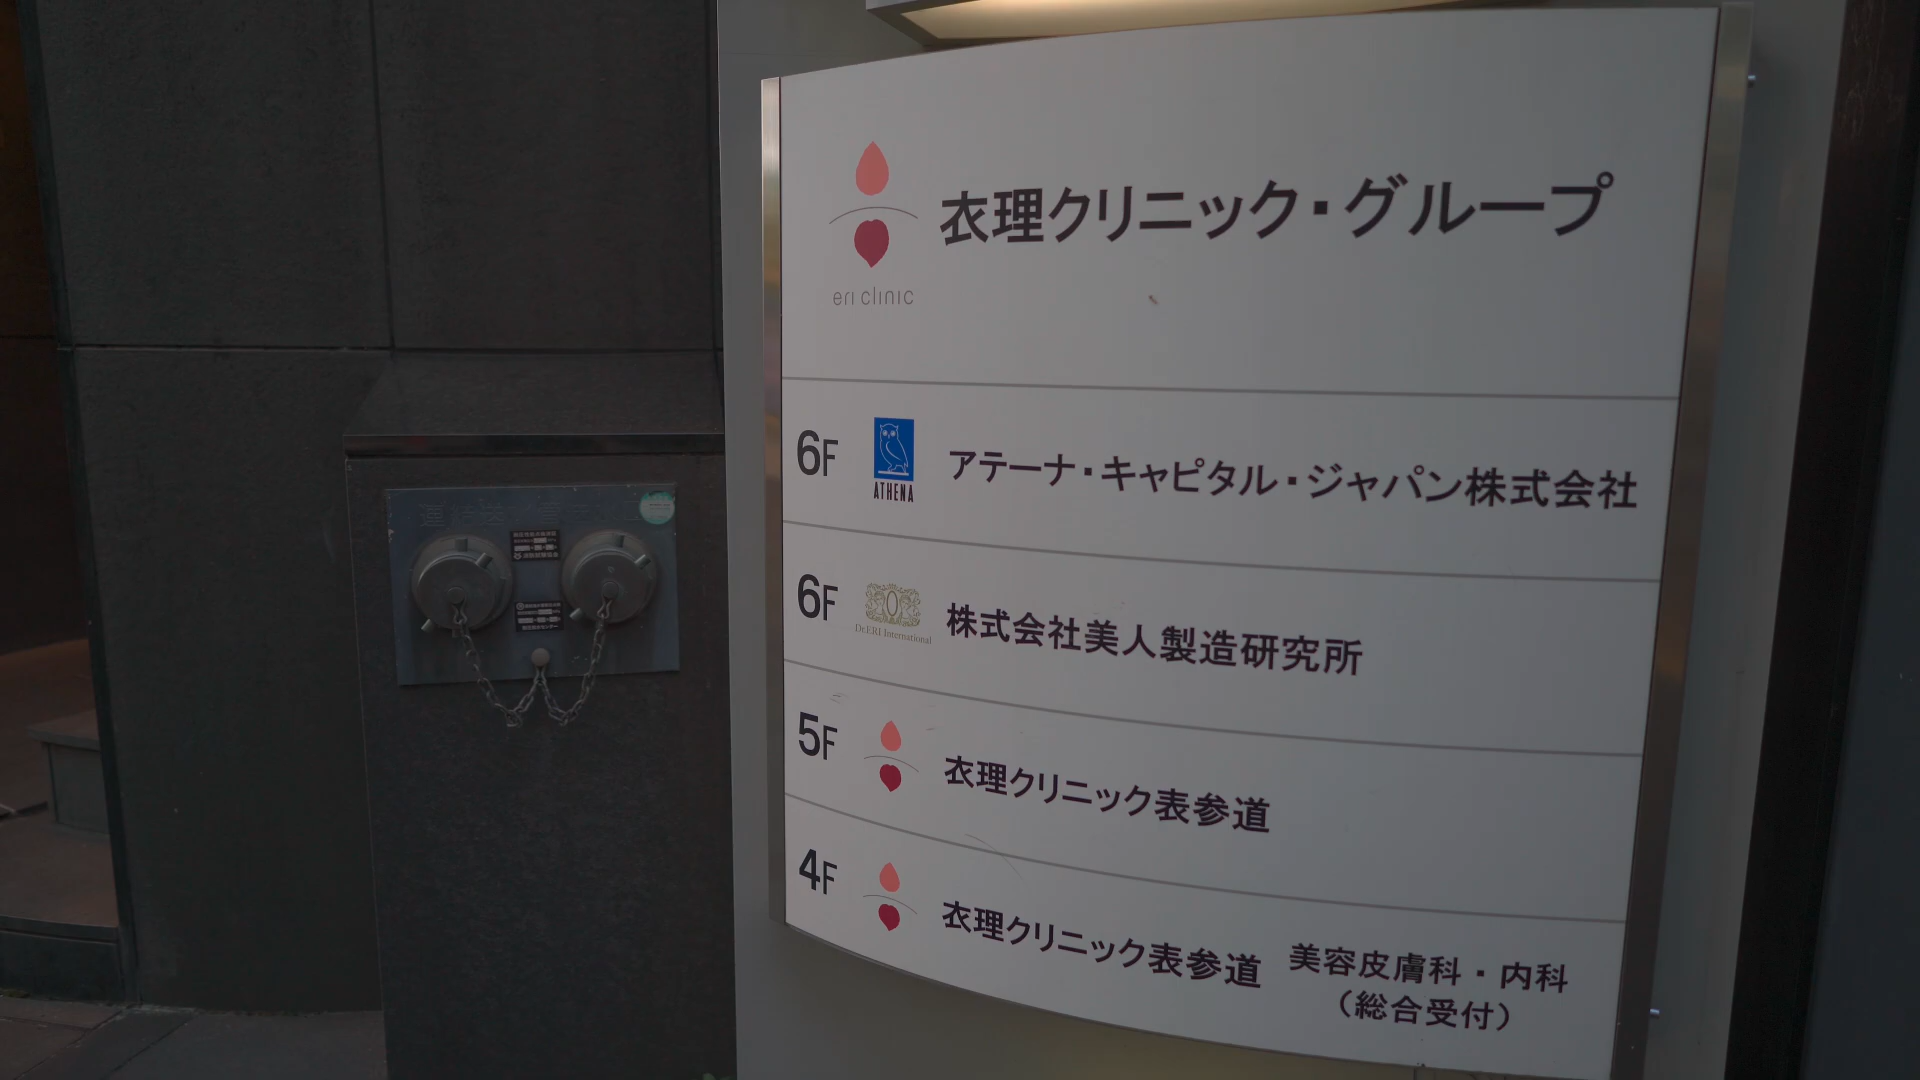 衣理クリニック・グループ
eri clinic
6F ATHENA アテーナ・キャピタル・ジャパン株式会社
6F Dr.ERI International 株式会社美人製造研究所
5F 衣理クリニック表参道
4F 衣理クリニック表参道 美容皮膚科・内科
（総合受付）